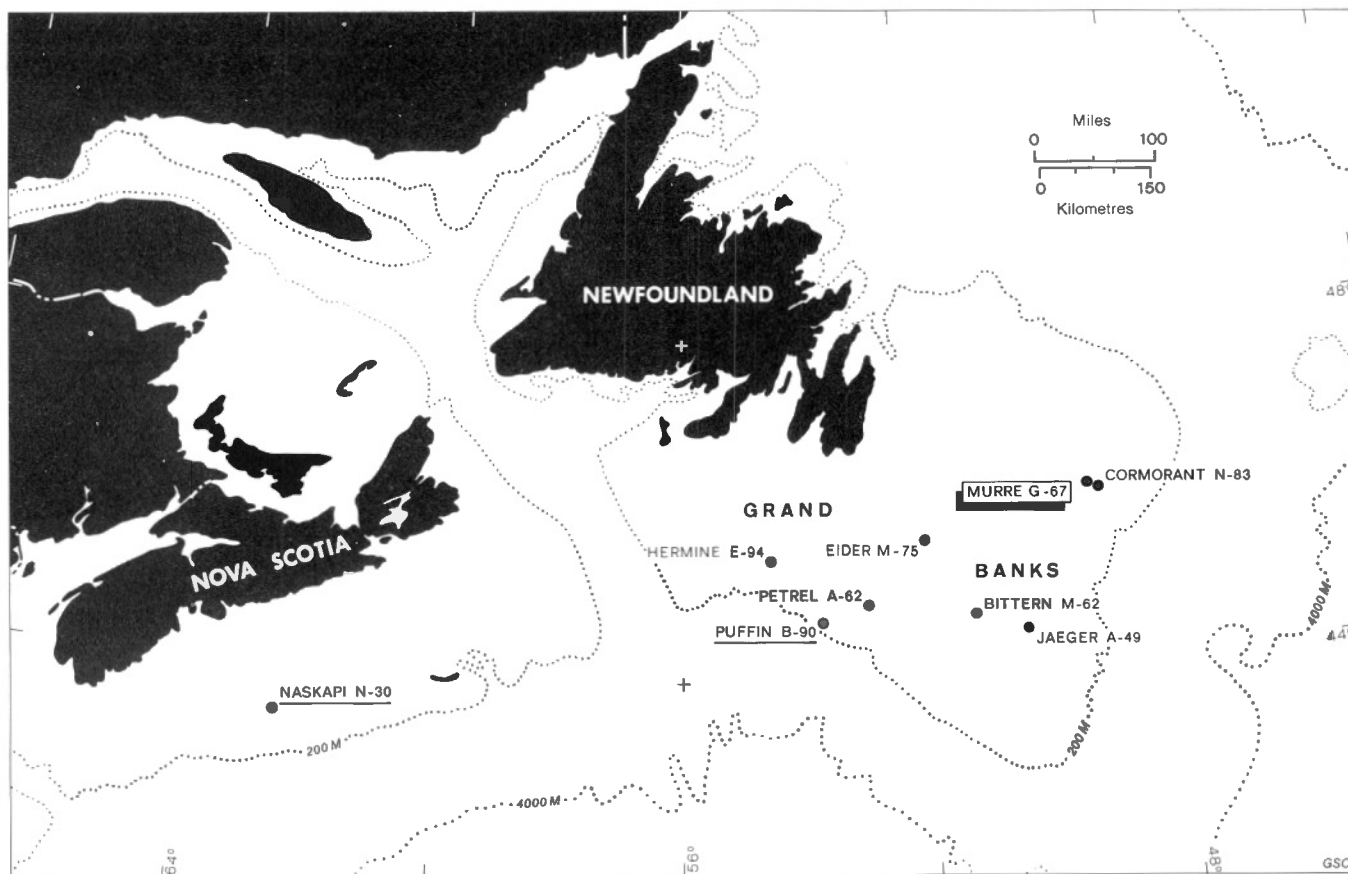 Miles
0 100
0 150
Kilometres
NEWFOUNDLAND
48°
CORMORANT N-83
MURRE G-67
GRAND
HERMINE E-94
EIDER M-75
BANKS
NOVA SCOTIA
PETREL A-62
BITTERN M-62
PUFFIN B-90
44°
JAEGER A-49
4000 M
NASKAPI N-30
200 M
200 M
4000 M
64°
56°
48°
GSC